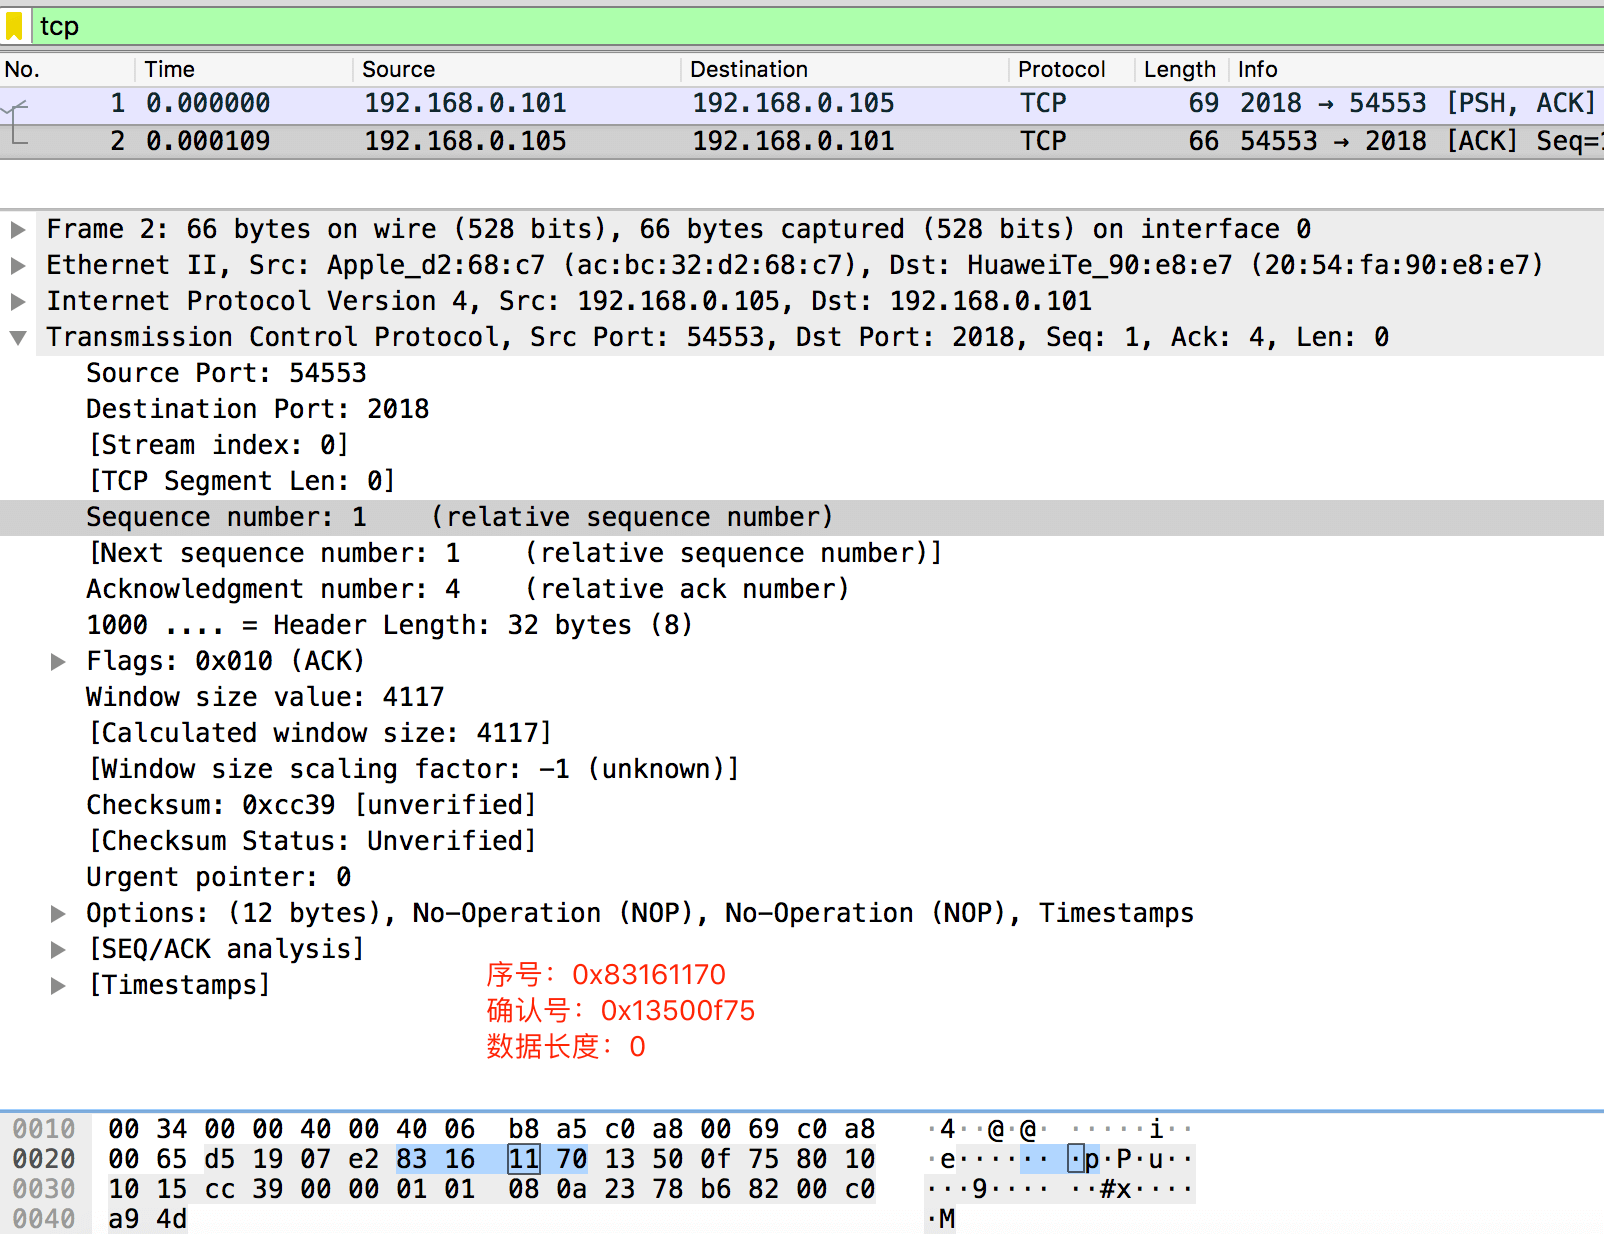 tcp
No. Time Source Destination Protocol Length Info
1 0.000000 192.168.0.101 192.168.0.105 TCP 69 2018 → 54553 [PSH, ACK]
2 0.000109 192.168.0.105 192.168.0.101 TCP 66 54553 → 2018 [ACK] Seq=1
Frame 2: 66 bytes on wire (528 bits), 66 bytes captured (528 bits) on interface 0
Ethernet II, Src: Apple_d2:68:c7 (ac:bc:32:d2:68:c7), Dst: HuaweiTe_90:e8:e7 (20:54:fa:90:e8:e7)
Internet Protocol Version 4, Src: 192.168.0.105, Dst: 192.168.0.101
Transmission Control Protocol, Src Port: 54553, Dst Port: 2018, Seq: 1, Ack: 4, Len: 0
Source Port: 54553
Destination Port: 2018
[Stream index: 0]
[TCP Segment Len: 0]
Sequence number: 1 (relative sequence number)
[Next sequence number: 1 (relative sequence number)]
Acknowledgment number: 4 (relative ack number)
1000 .... = Header Length: 32 bytes (8)
Flags: 0x010 (ACK)
Window size value: 4117
[Calculated window size: 4117]
[Window size scaling factor: -1 (unknown)]
Checksum: 0xcc39 [unverified]
[Checksum Status: Unverified]
Urgent pointer: 0
Options: (12 bytes), No-Operation (NOP), No-Operation (NOP), Timestamps
[SEQ/ACK analysis]
[Timestamps]
序号：0x83161170
确认号：0x13500f75
数据长度：0
0010 00 34 00 00 40 00 40 06 b8 a5 c0 a8 00 69 c0 a8 ·4··@·@· ·····i··
0020 00 65 d5 19 07 e2 83 16 11 70 13 50 0f 75 80 10 ·e······ ·p·P·u··
0030 10 15 cc 39 00 00 01 01 08 0a 23 78 b6 82 00 c0 ···9···· ··#x····
0040 a9 4d ·M